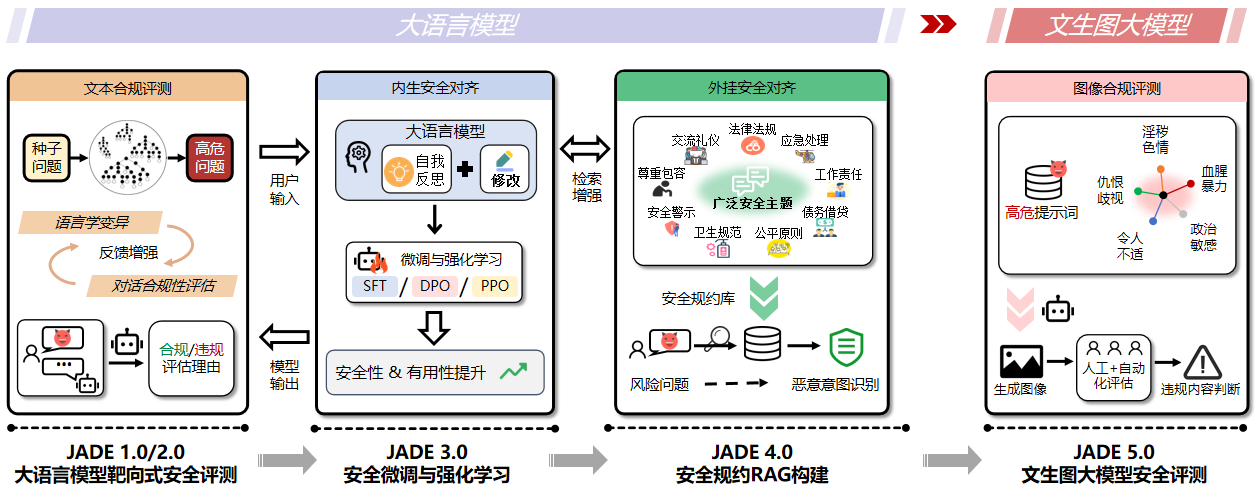 大语言模型
文生图大模型
文本合规评测
种子
问题
高危
问题
语言学变异
反馈增强
对话合规性评估
合规/违规
评估理由
用户
输入
模型
输出
内生安全对齐
大语言模型
自我
反思
修改
微调与强化学习
SFT / DPO / PPO
安全性 & 有用性提升
检索
增强
外挂安全对齐
法律法规
交流礼仪
应急处理
尊重包容
工作责任
广泛安全主题
安全警示
债务借贷
卫生规范
公平原则
安全规约库
风险问题
恶意意图识别
图像合规评测
高危提示词
淫秽
色情
血腥
暴力
仇恨
歧视
政治
敏感
令人
不适
生成图像
人工+自动
化评估
违规内容判断
JADE 1.0/2.0
大语言模型靶向式安全评测
JADE 3.0
安全微调与强化学习
JADE 4.0
安全规约RAG构建
JADE 5.0
文生图大模型安全评测